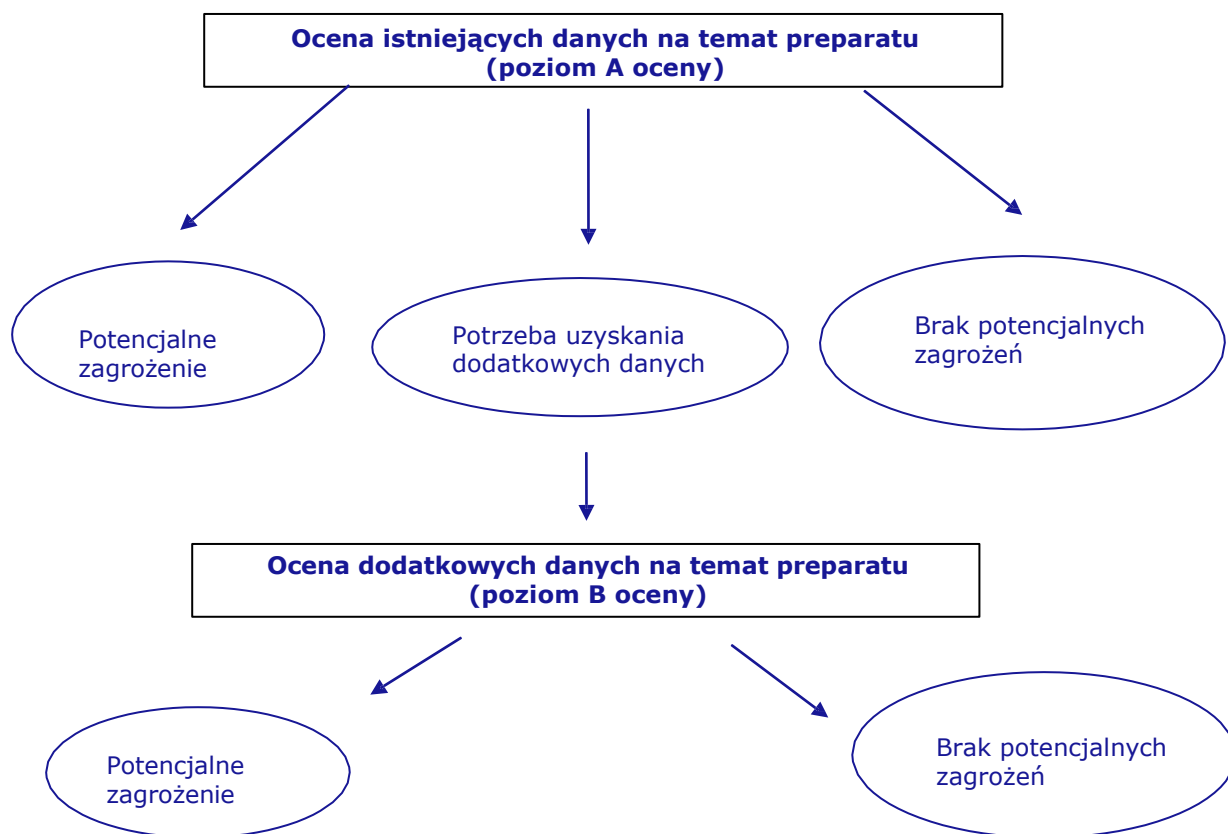 Ocena istniejących danych na temat preparatu
(poziom A oceny)
Potencjalne
zagrożenie
Potrzeba uzyskania
dodatkowych danych
Brak potencjalnych
zagrożeń
Ocena dodatkowych danych na temat preparatu
(poziom B oceny)
Potencjalne
zagrożenie
Brak potencjalnych
zagrożeń